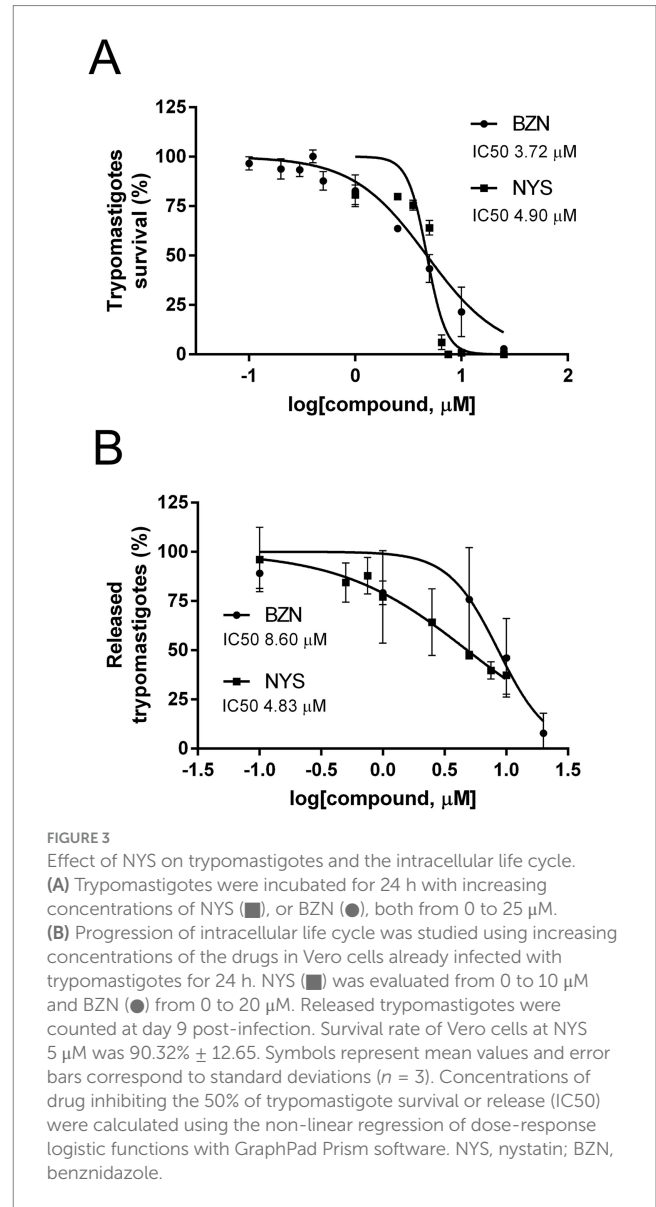 A
125
100
75
50
25
0
Trypomastigotes
survival (%)
BZN
IC50 3.72 μM
NYS
IC50 4.90 μM
-1
0
1
2
log[compound, μM]
B
125
100
75
50
25
0
Released
trypomastigotes (%)
BZN
IC50 8.60 μM
NYS
IC50 4.83 μM
-1.5
-1.0
-0.5
0.0
0.5
1.0
1.5
log[compound, μM]
FIGURE 3
Effect of NYS on trypomastigotes and the intracellular life cycle.
(A) Trypomastigotes were incubated for 24 h with increasing
concentrations of NYS (■), or BZN (●), both from 0 to 25 μM.
(B) Progression of intracellular life cycle was studied using increasing
concentrations of the drugs in Vero cells already infected with
trypomastigotes for 24 h. NYS (■) was evaluated from 0 to 10 μM
and BZN (●) from 0 to 20 μM. Released trypomastigotes were
counted at day 9 post-infection. Survival rate of Vero cells at NYS
5 μM was 90.32% ± 12.65. Symbols represent mean values and error
bars correspond to standard deviations (n = 3). Concentrations of
drug inhibiting the 50% of trypomastigote survival or release (IC50)
were calculated using the non-linear regression of dose-response
logistic functions with GraphPad Prism software. NYS, nystatin; BZN,
benznidazole.